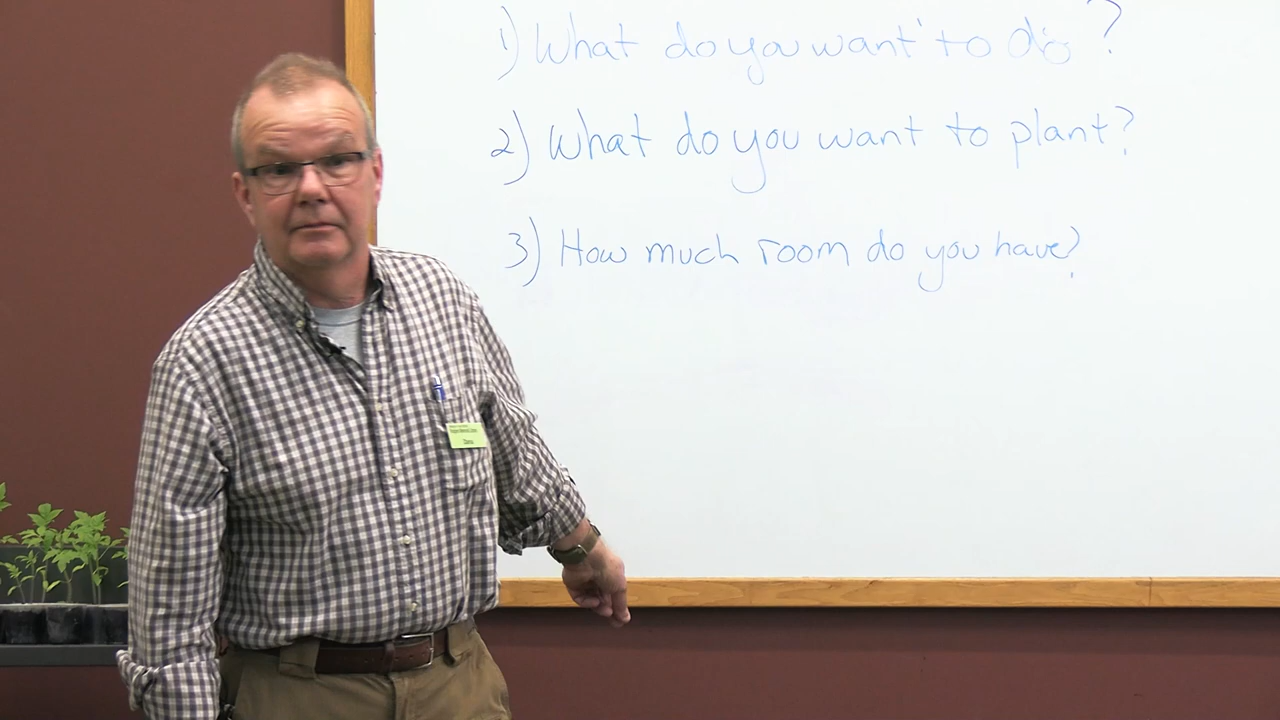 1) What do you want to do?
2) What do you want to plant?
3) How much room do you have?